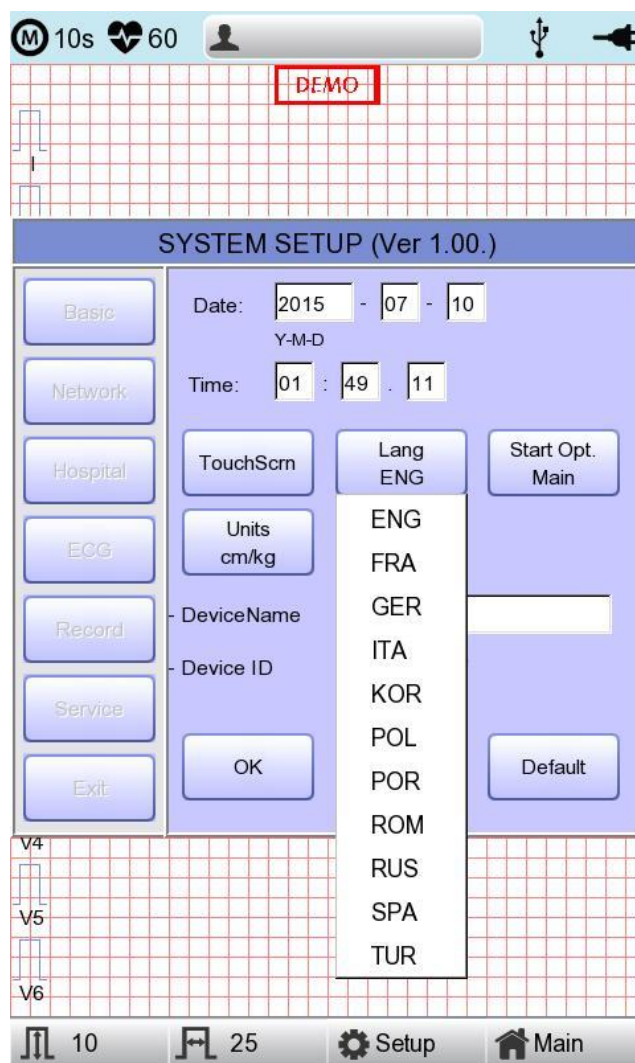 M 10s 60
DEMO
I
SYSTEM SETUP (Ver 1.00.)
Basic
Network
Hospital
ECG
Record
Service
Exit
Date: 2015 - 07 - 10
Y-M-D
Time: 01 : 49 . 11
TouchScrn
Lang
ENG
Start Opt.
Main
Units
cm/kg
ENG
FRA
GER
ITA
KOR
POL
POR
ROM
RUS
SPA
TUR
- DeviceName
- Device ID
OK
Default
V4
V5
V6
10 25 Setup Main